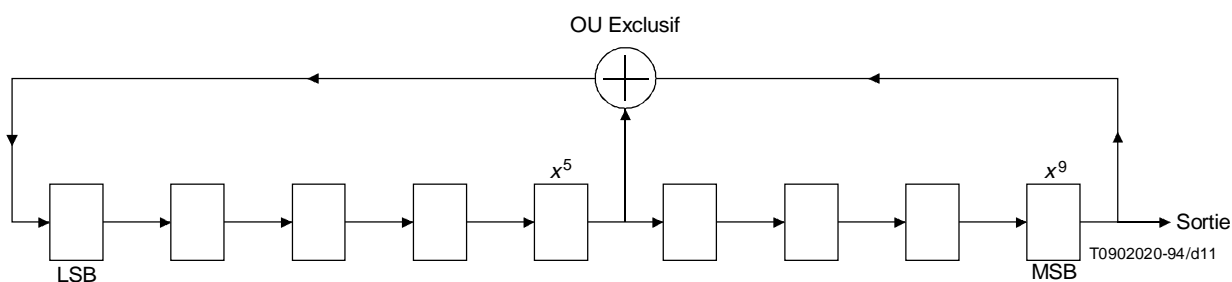 OU Exclusif
x⁵
x⁹
Sortie
T0902020-94/d11
LSB
MSB